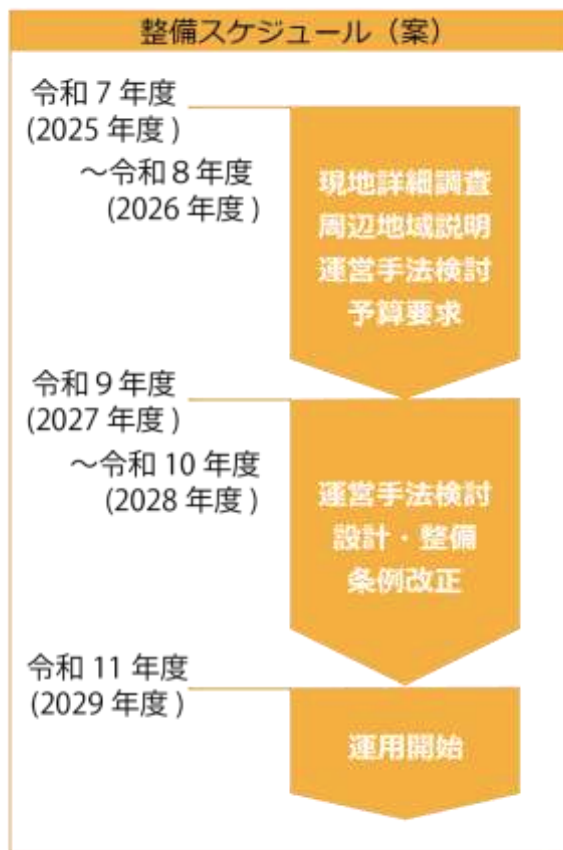 整備スケジュール（案）
令和 7 年度
(2025 年度 )
～令和 8 年度
(2026 年度 )
現地詳細調査
周辺地域説明
運営手法検討
予算要求
令和 9 年度
(2027 年度 )
～令和 10 年度
(2028 年度 )
運営手法検討
設計・整備
条例改正
令和 11 年度
(2029 年度 )
運用開始